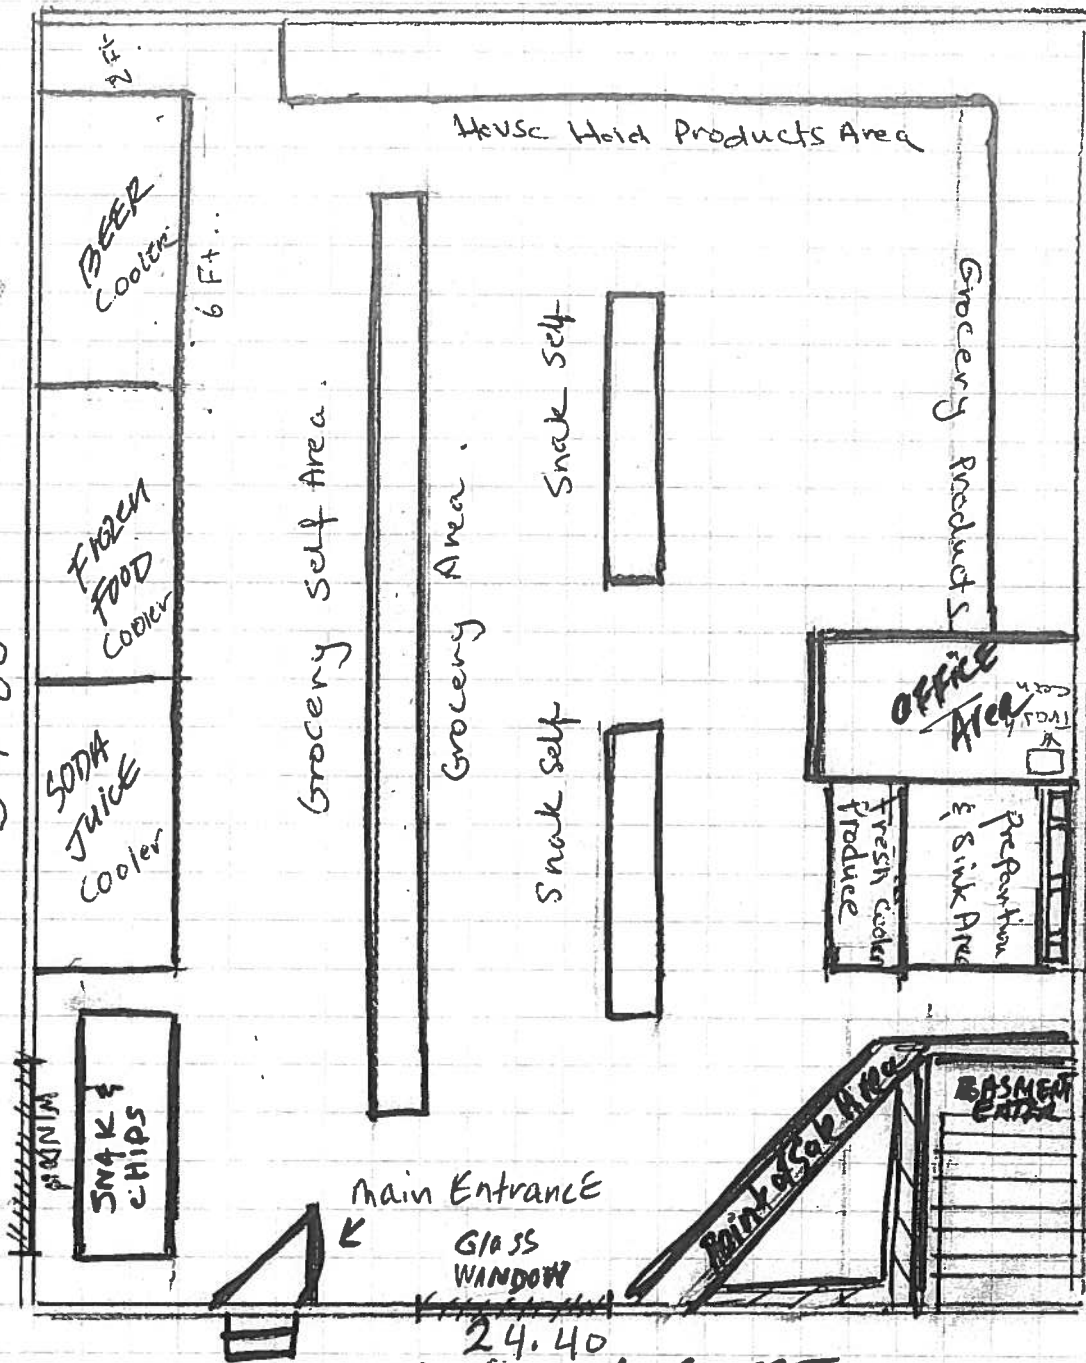 2 Ft.
House Hold Products Area
BEER
Cooler
6 Ft...
Grocery Products
Snak Self
Grocery Self Area.
Grocery Area.
Frozen
FOOD
Cooler
OFFICE
Area
SODA
JUICE
Cooler
Snak Self
Fresh Cooler
Produce
Preparation
& Sink Area
SNAK &
CHIPS
BASMENT
ENTER
Point of Sale Area
main EntrancE
Glass
WINDOW
24.40